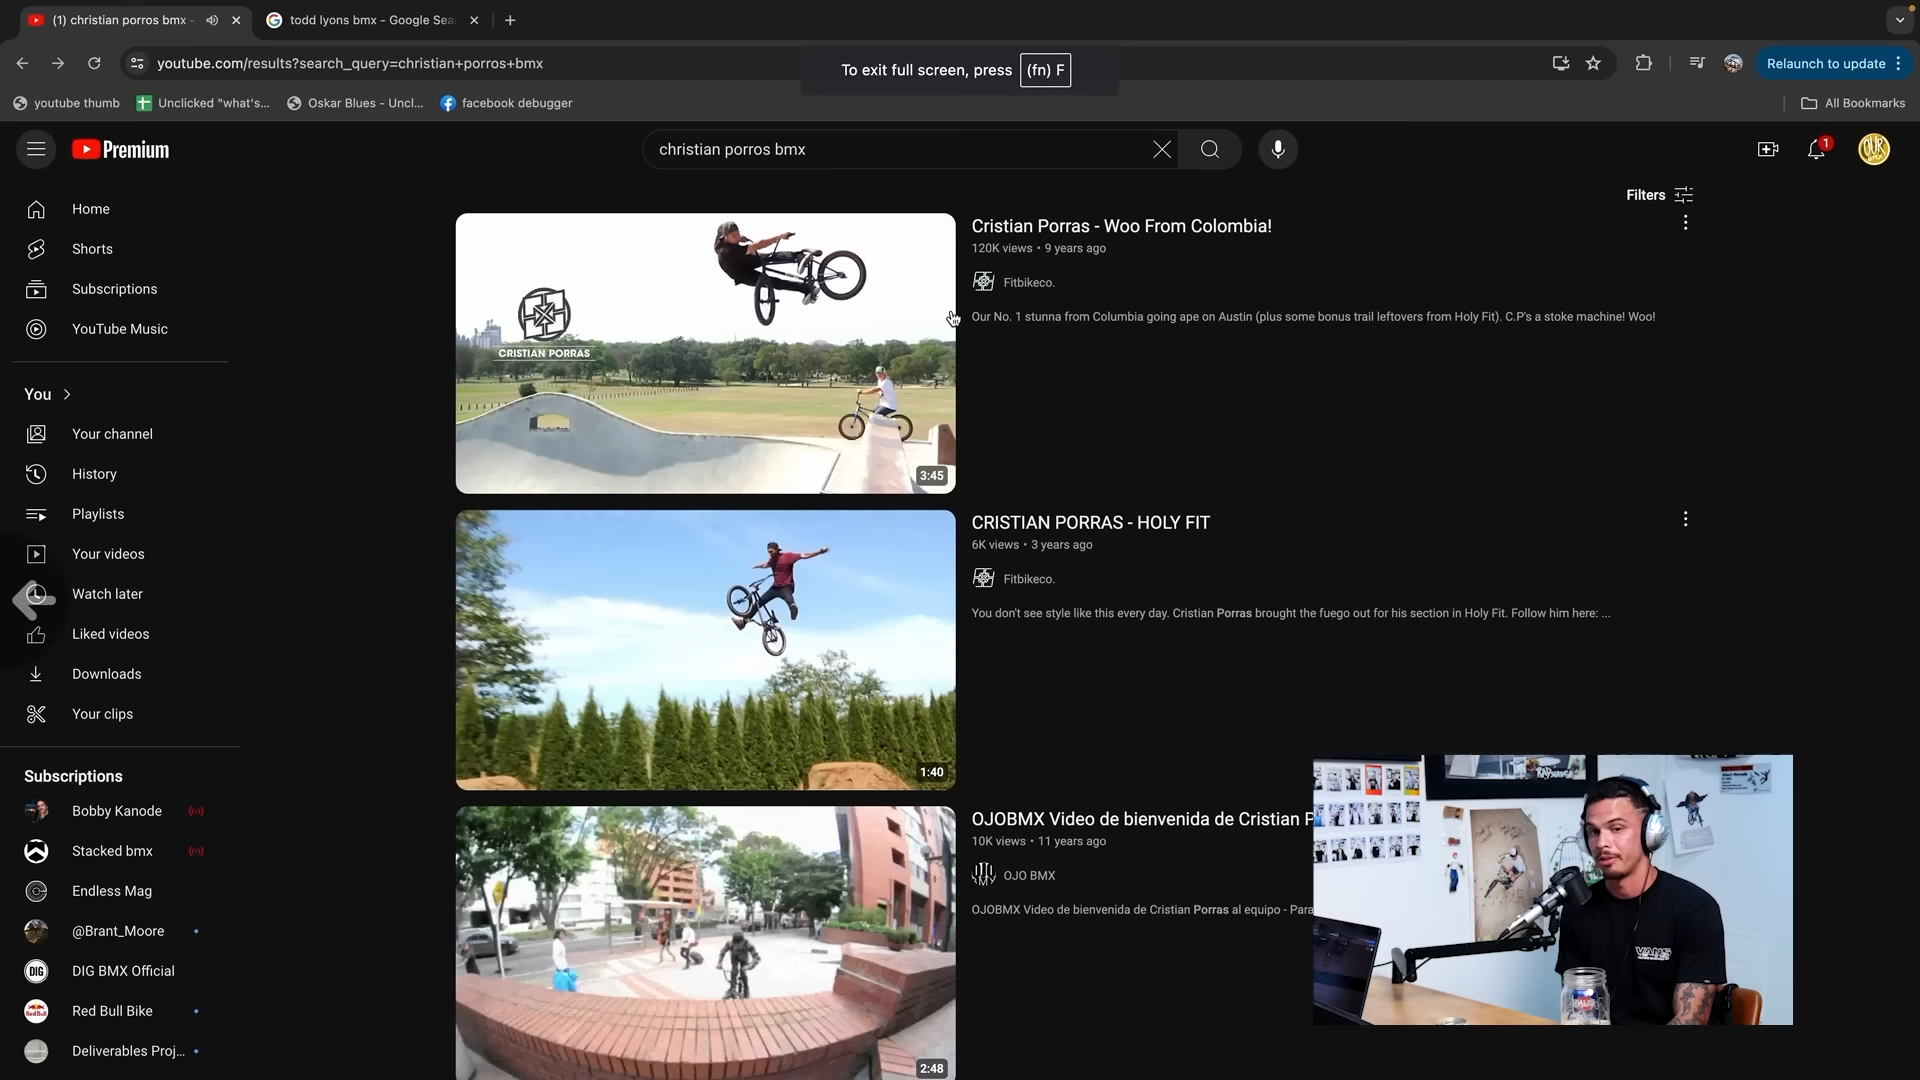 (1) christian porros bmx -
todd lyons bmx - Google Sea
youtube.com/results?search_query=christian+porros+bmx
To exit full screen, press (fn) F
Relaunch to update
youtube thumb
Unclicked "what's...
Oskar Blues - Uncl...
facebook debugger
All Bookmarks
Premium
christian porros bmx
1
Filters
Home
Shorts
Subscriptions
YouTube Music
You
Your channel
History
Playlists
Your videos
Watch later
Liked videos
Downloads
Your clips
Subscriptions
Bobby Kanode
Stacked bmx
Endless Mag
@Brant_Moore
DIG
DIG BMX Official
Red Bull Bike
Deliverables Proj...
CRISTIAN PORRAS
3:45
Cristian Porras - Woo From Colombia!
120K views • 9 years ago
Fitbikeco.
Our No. 1 stunna from Columbia going ape on Austin (plus some bonus trail leftovers from Holy Fit). C.P's a stoke machine! Woo!
1:40
CRISTIAN PORRAS - HOLY FIT
6K views • 3 years ago
Fitbikeco.
You don't see style like this every day. Cristian Porras brought the fuego out for his section in Holy Fit. Follow him here: ...
2:48
OJOBMX Video de bienvenida de Cristian P
10K views • 11 years ago
OJO BMX
OJOBMX Video de bienvenida de Cristian Porras al equipo - Para
VANS